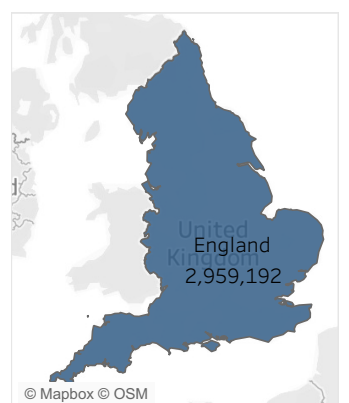 United
Kingdom
England
2,959,192
d
© Mapbox © OSM